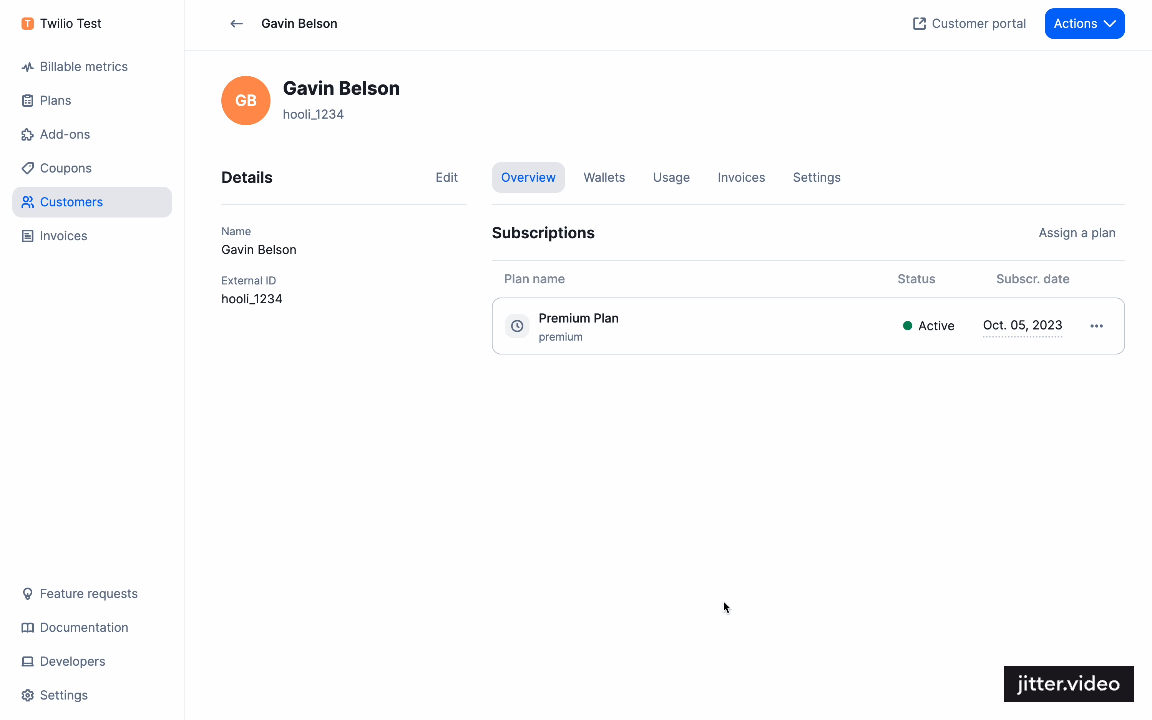 T Twilio Test
Gavin Belson
Customer portal
Actions
Billable metrics
Plans
Add-ons
Coupons
Customers
Invoices
GB
Gavin Belson
hooli_1234
Details
Edit
Name
Gavin Belson
External ID
hooli_1234
Overview
Wallets
Usage
Invoices
Settings
Subscriptions
Assign a plan
Plan name
Status
Subscr. date
Premium Plan
premium
Active
Oct. 05, 2023
Feature requests
Documentation
Developers
Settings
jitter.video